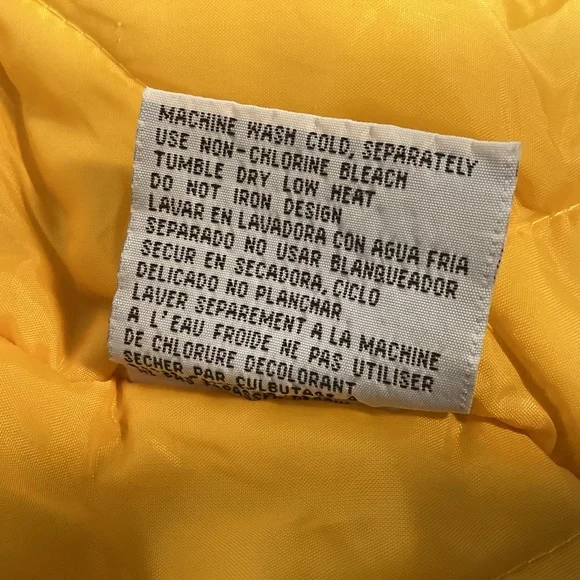 MACHINE WASH COLD, SEPARATELY
USE NON-CHLORINE BLEACH
TUMBLE DRY LOW HEAT
DO NOT IRON DESIGN
LAVAR EN LAVADORA CON AGUA FRIA
SEPARADO NO USAR BLANQUEADOR
SECUR EN SECADORA, CICLO
DELICADO NO PLANCHAR
LAVER SEPAREMENT A LA MACHINE
A L'EAU FROIDE NE PAS UTILISER
DE CHLORURE DECOLORANT
SECHER PAR